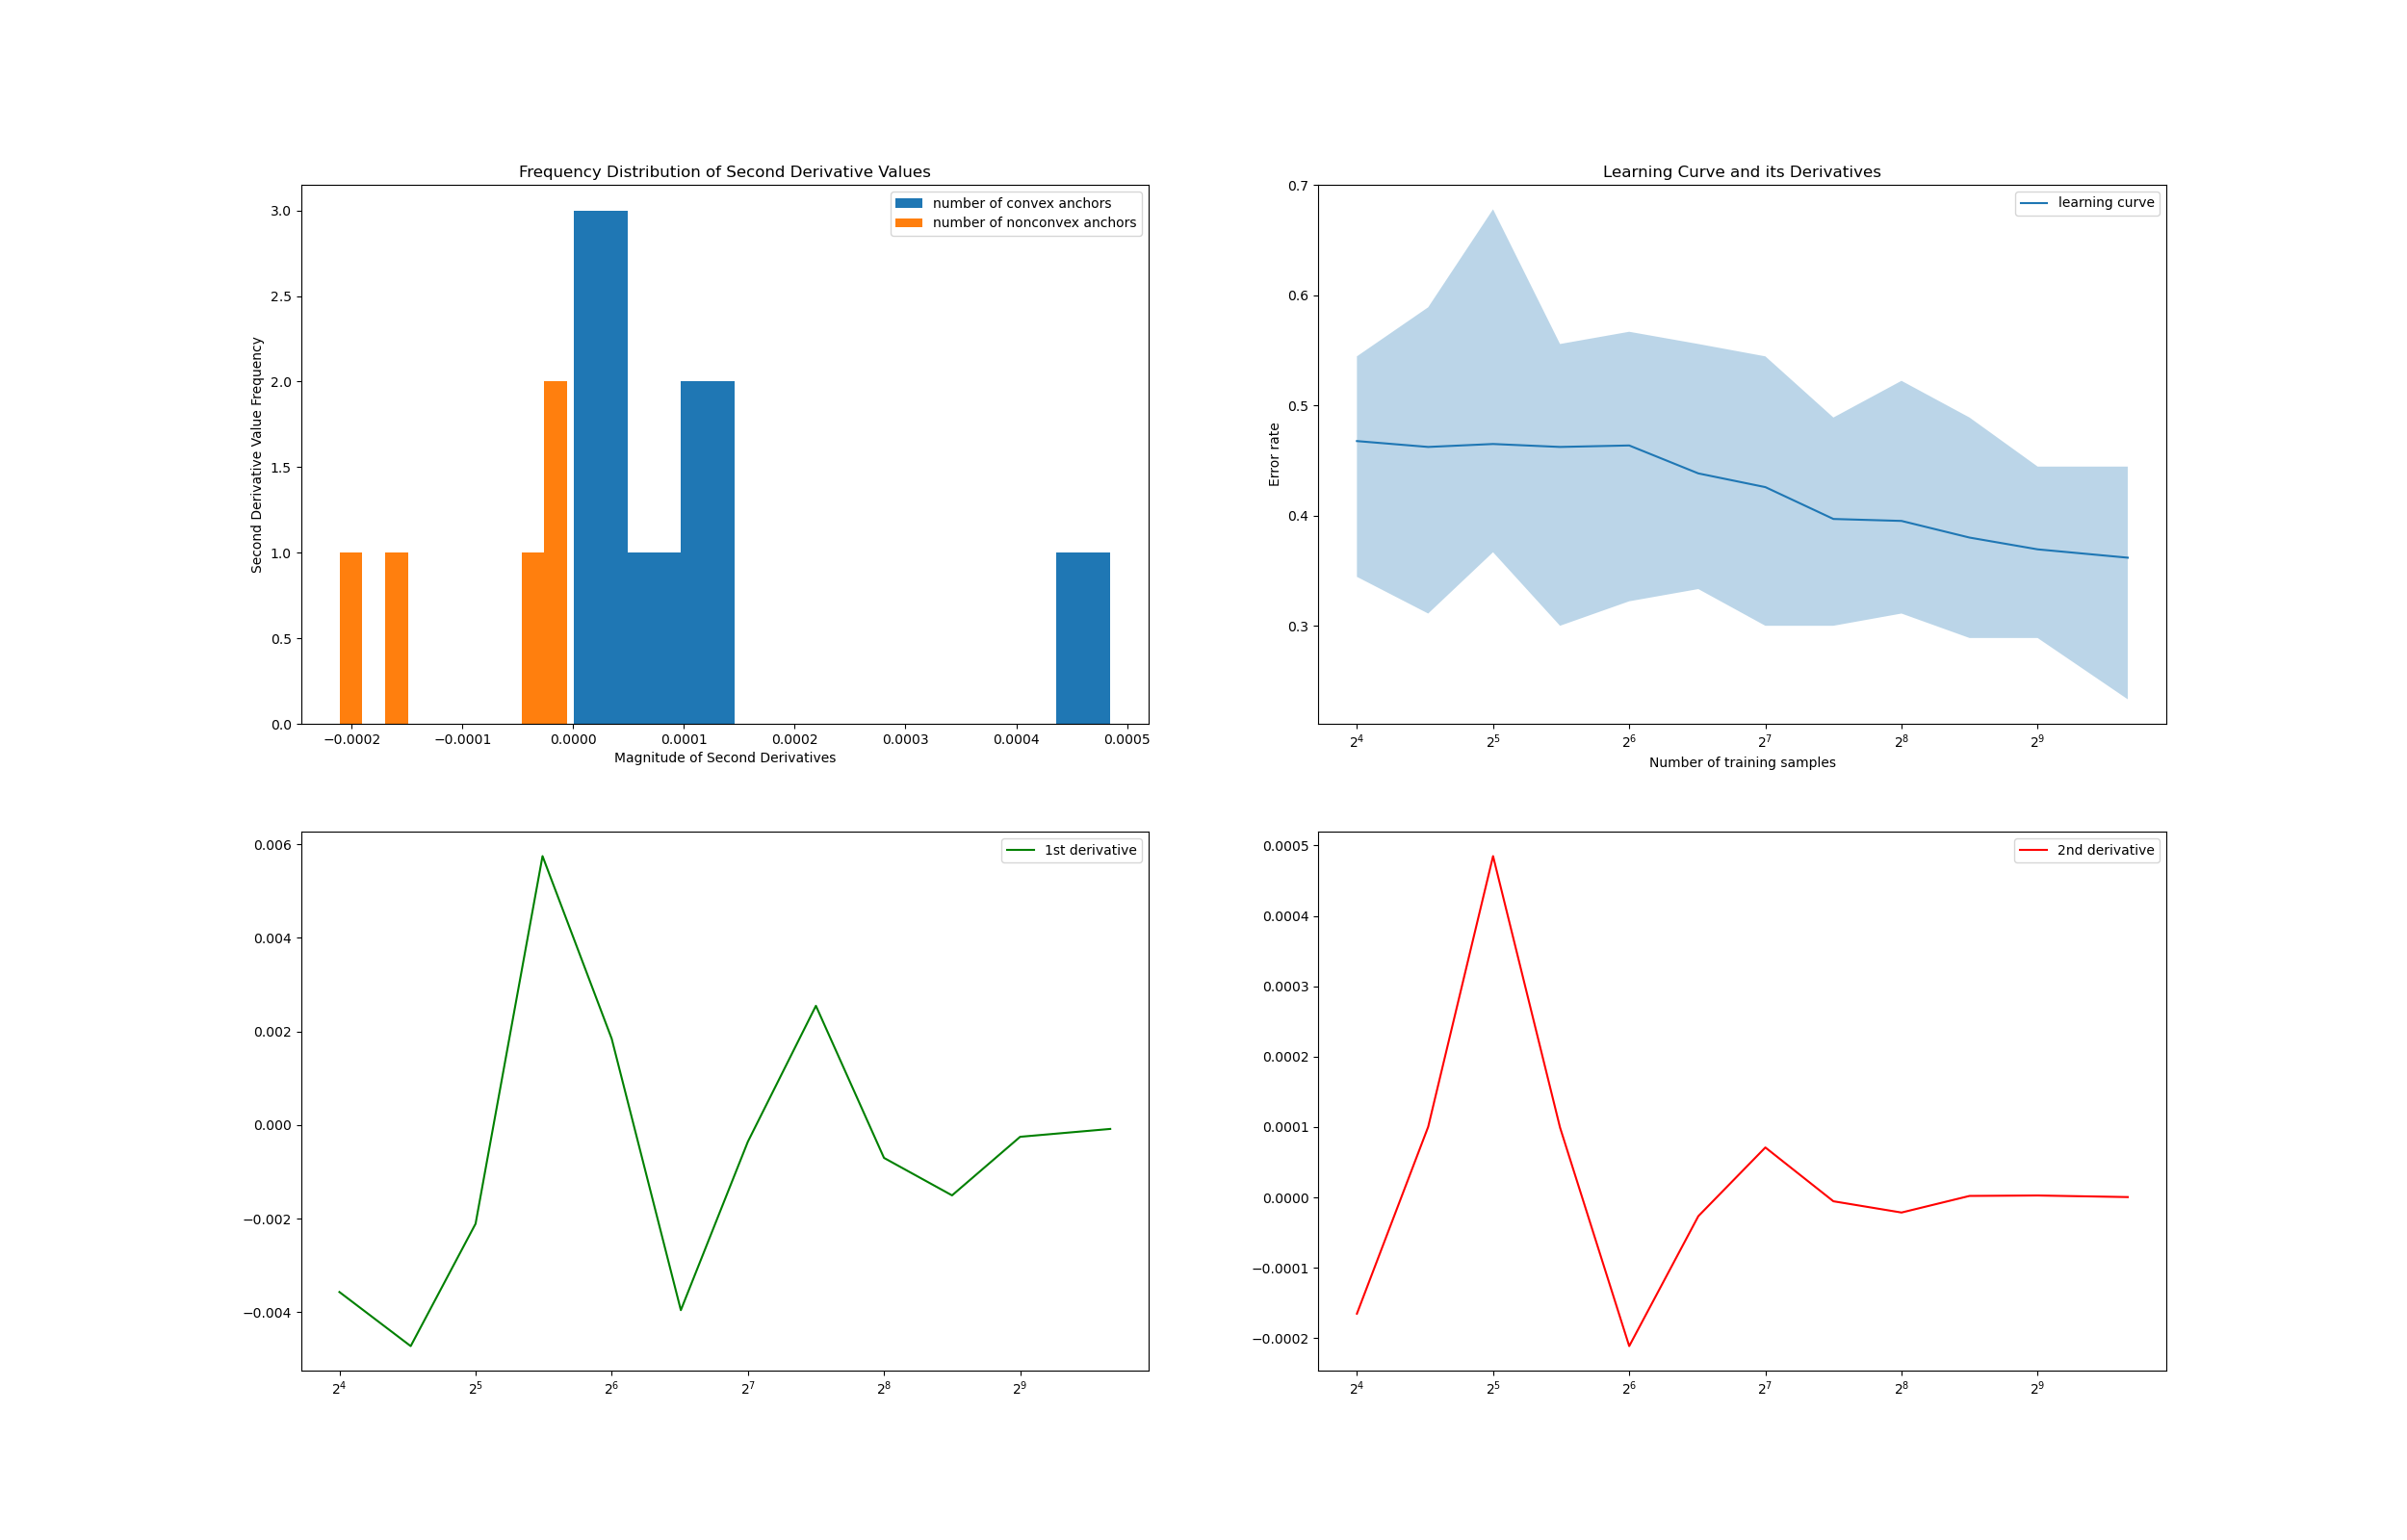 Frequency Distribution of Second Derivative Values
number of convex anchors
number of nonconvex anchors
Second Derivative Value Frequency
3.0
2.5
2.0
1.5
1.0
0.5
0.0
−0.0002 −0.0001 0.0000 0.0001 0.0002 0.0003 0.0004 0.0005
Magnitude of Second Derivatives
Learning Curve and its Derivatives
learning curve
Error rate
0.7
0.6
0.5
0.4
0.3
2⁴ 2⁵ 2⁶ 2⁷ 2⁸ 2⁹
Number of training samples
1st derivative
0.006
0.004
0.002
0.000
−0.002
−0.004
2⁴ 2⁵ 2⁶ 2⁷ 2⁸ 2⁹
2nd derivative
0.0005
0.0004
0.0003
0.0002
0.0001
0.0000
−0.0001
−0.0002
2⁴ 2⁵ 2⁶ 2⁷ 2⁸ 2⁹